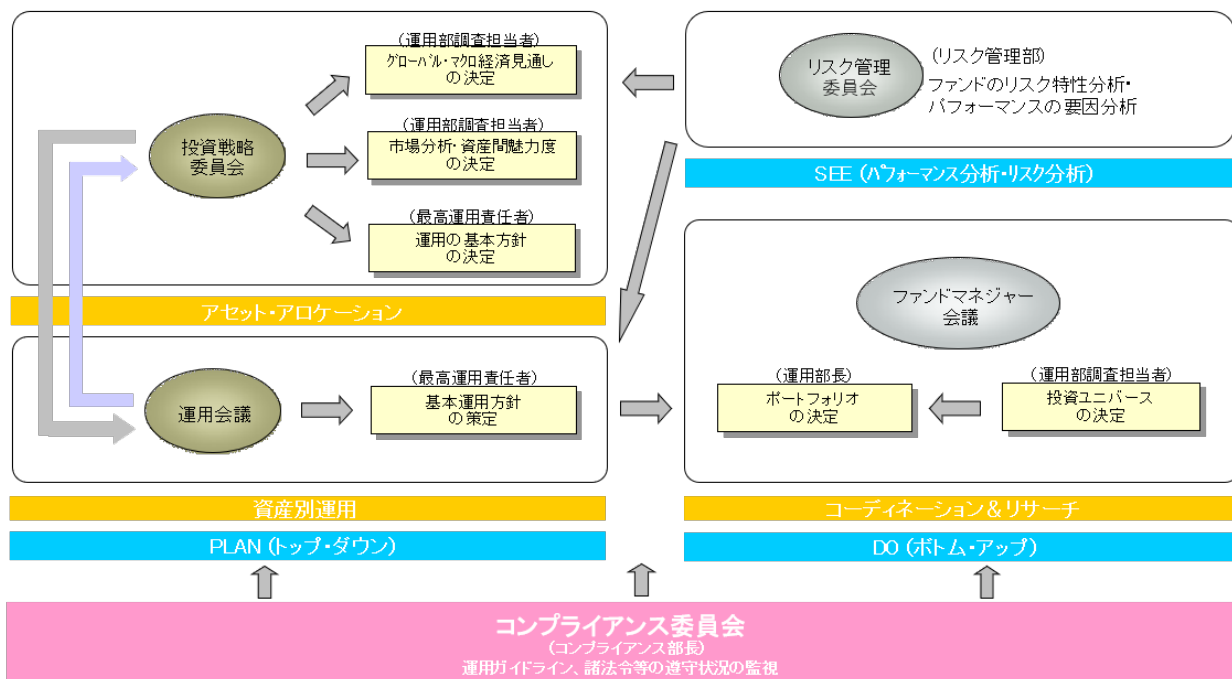 (運用部調査担当者)
グローバル・マクロ経済見通し
の決定
投資戦略
委員会
(運用部調査担当者)
市場分析・資産間魅力度
の決定
(最高運用責任者)
運用の基本方針
の決定
アセット・アロケーション
運用会議
(最高運用責任者)
基本運用方針
の策定
資産別運用
PLAN (トップ・ダウン)
リスク管理
委員会
(リスク管理部)
ファンドのリスク特性分析・
パフォーマンスの要因分析
SEE (パフォーマンス分析・リスク分析)
ファンドマネジャー
会議
(運用部長)
ポートフォリオ
の決定
(運用部調査担当者)
投資ユニバース
の決定
コーディネーション&リサーチ
DO (ボトム・アップ)
コンプライアンス委員会
(コンプライアンス部長)
運用ガイドライン、諸法令等の遵守状況の監視